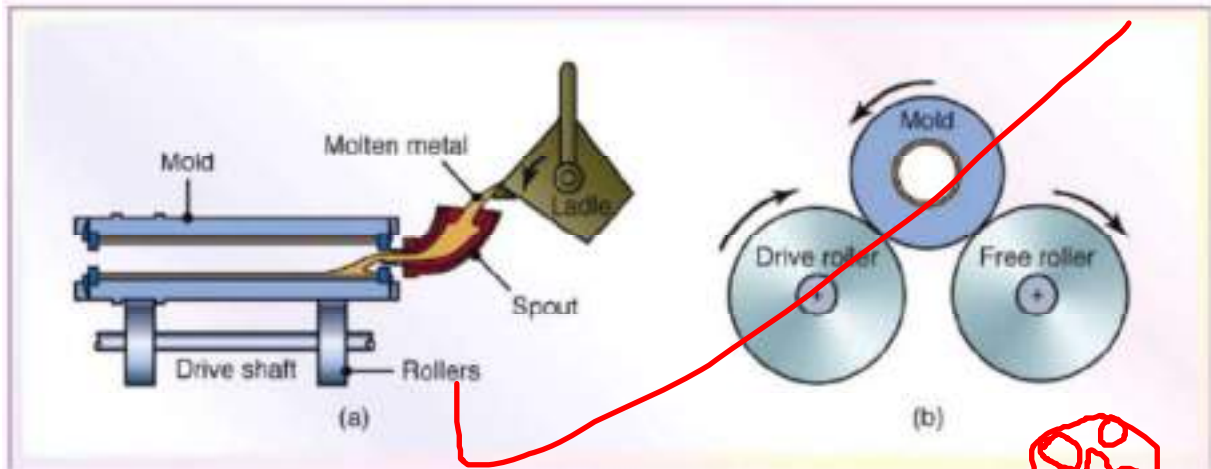 Mold
Molten metal
Ladle
Spout
Drive shaft
Rollers
(a)
Mold
Drive roller
Free roller
(b)